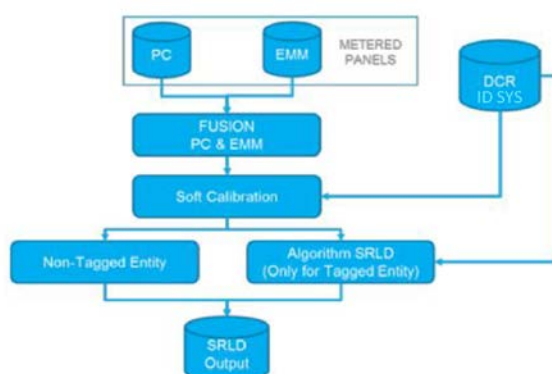 PC
EMM
METERED
PANELS
DCR
ID SYS
FUSION
PC & EMM
Soft Calibration
Non-Tagged Entity
Algorithm SRLD
(Only for Tagged Entity)
SRLD
Output